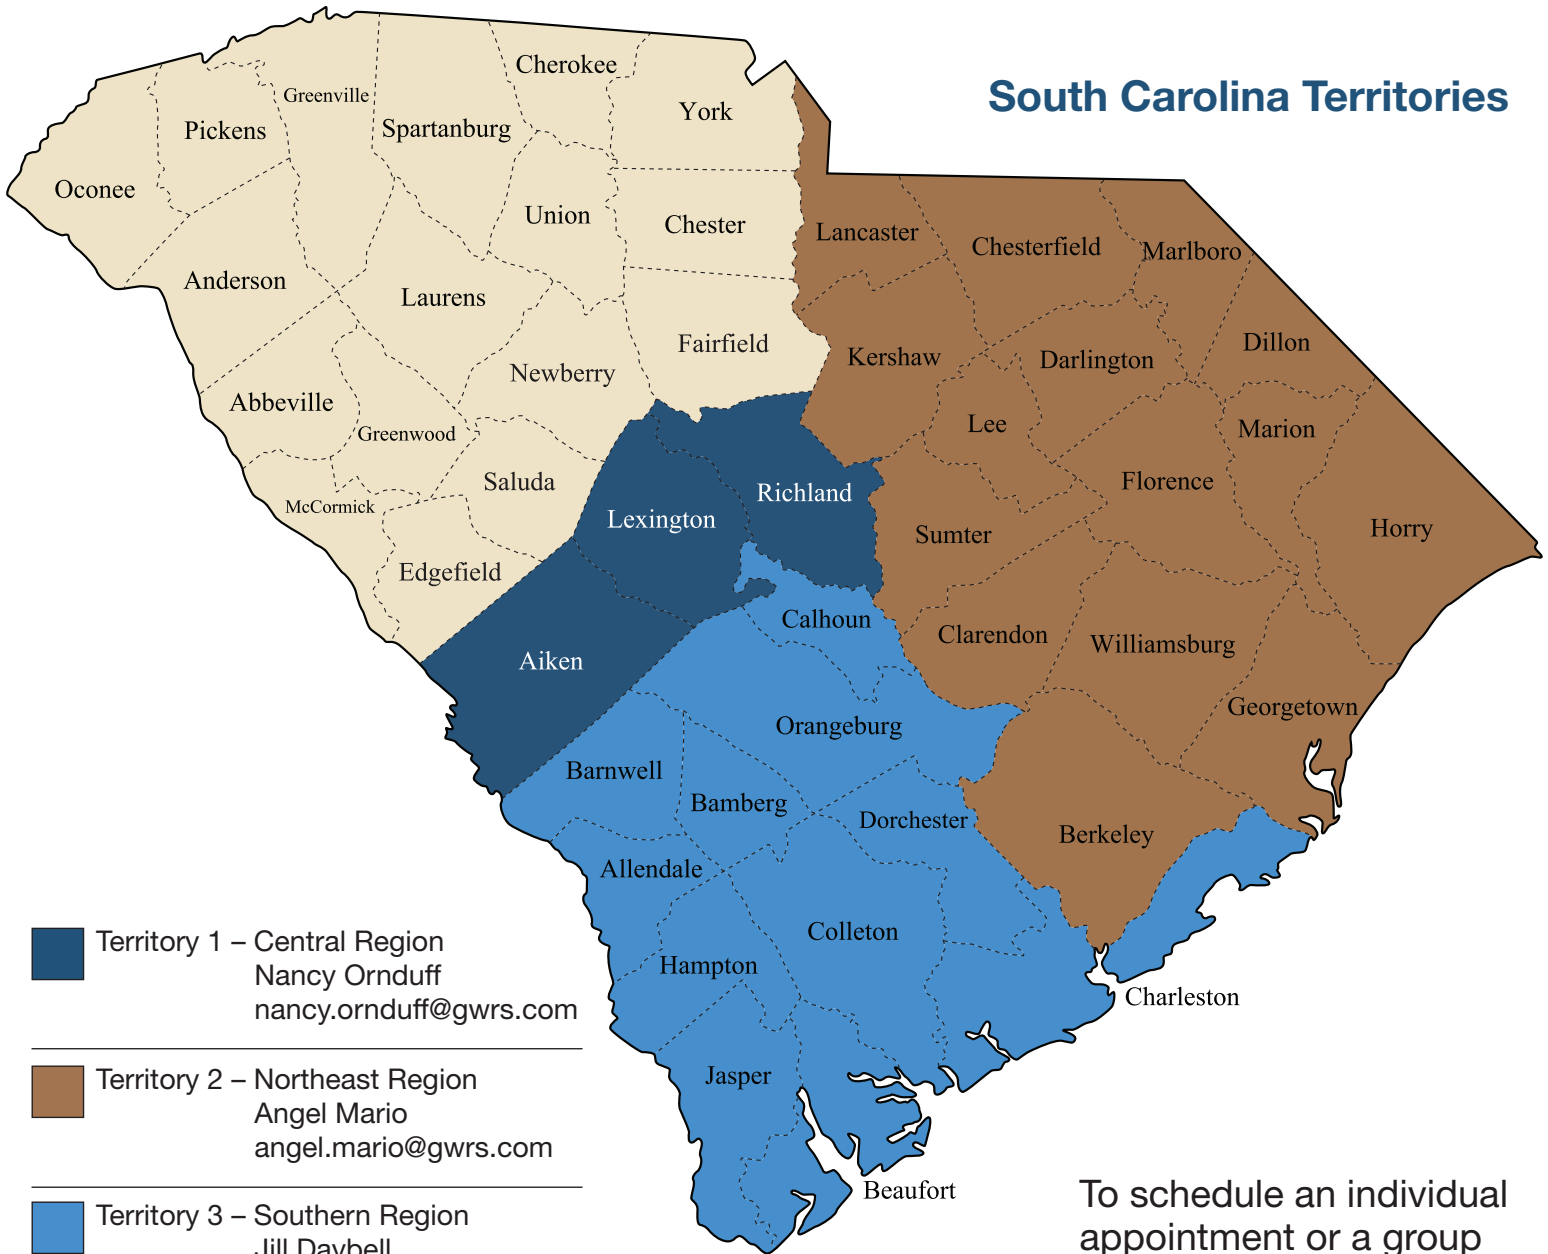 South Carolina Territories
Cherokee
Greenville
York
Pickens
Spartanburg
Oconee
Union
Chester
Lancaster
Chesterfield
Marlboro
Anderson
Laurens
Fairfield
Kershaw
Darlington
Dillon
Newberry
Abbeville
Greenwood
Lee
Marion
Saluda
Richland
Florence
McCormick
Lexington
Sumter
Horry
Edgefield
Calhoun
Clarendon
Williamsburg
Aiken
Georgetown
Orangeburg
Barnwell
Bamberg
Dorchester
Berkeley
Allendale
Colleton
Hampton
Charleston
Jasper
Beaufort
Territory 1 – Central Region
Nancy Ornduff
nancy.ornduff@gwrs.com
Territory 2 – Northeast Region
Angel Mario
angel.mario@gwrs.com
Territory 3 – Southern Region
Jill Daybell
To schedule an individual
appointment or a group